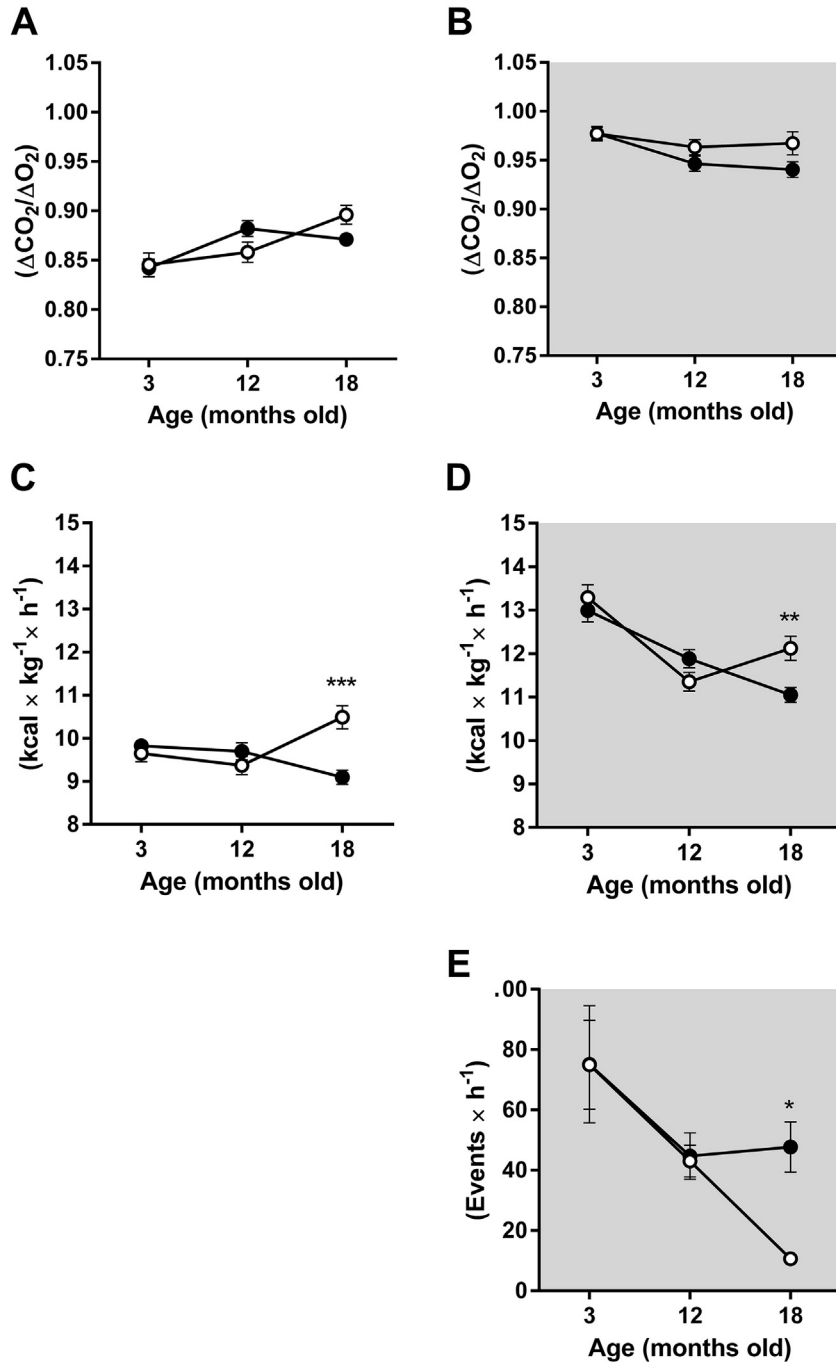 A
1.05
1.00
0.95
0.90
0.85
0.80
0.75
(ΔCO₂/ΔO₂)
3 12 18
Age (months old)
B
1.05
1.00
0.95
0.90
0.85
0.80
0.75
(ΔCO₂/ΔO₂)
3 12 18
Age (months old)
C
15
14
13
12
11
10
9
8
(kcal × kg⁻¹× h⁻¹)
***
3 12 18
Age (months old)
D
15
14
13
12
11
10
9
8
(kcal × kg⁻¹× h⁻¹)
**
3 12 18
Age (months old)
E
.00
80
60
40
20
0
(Events × h⁻¹)
*
3 12 18
Age (months old)